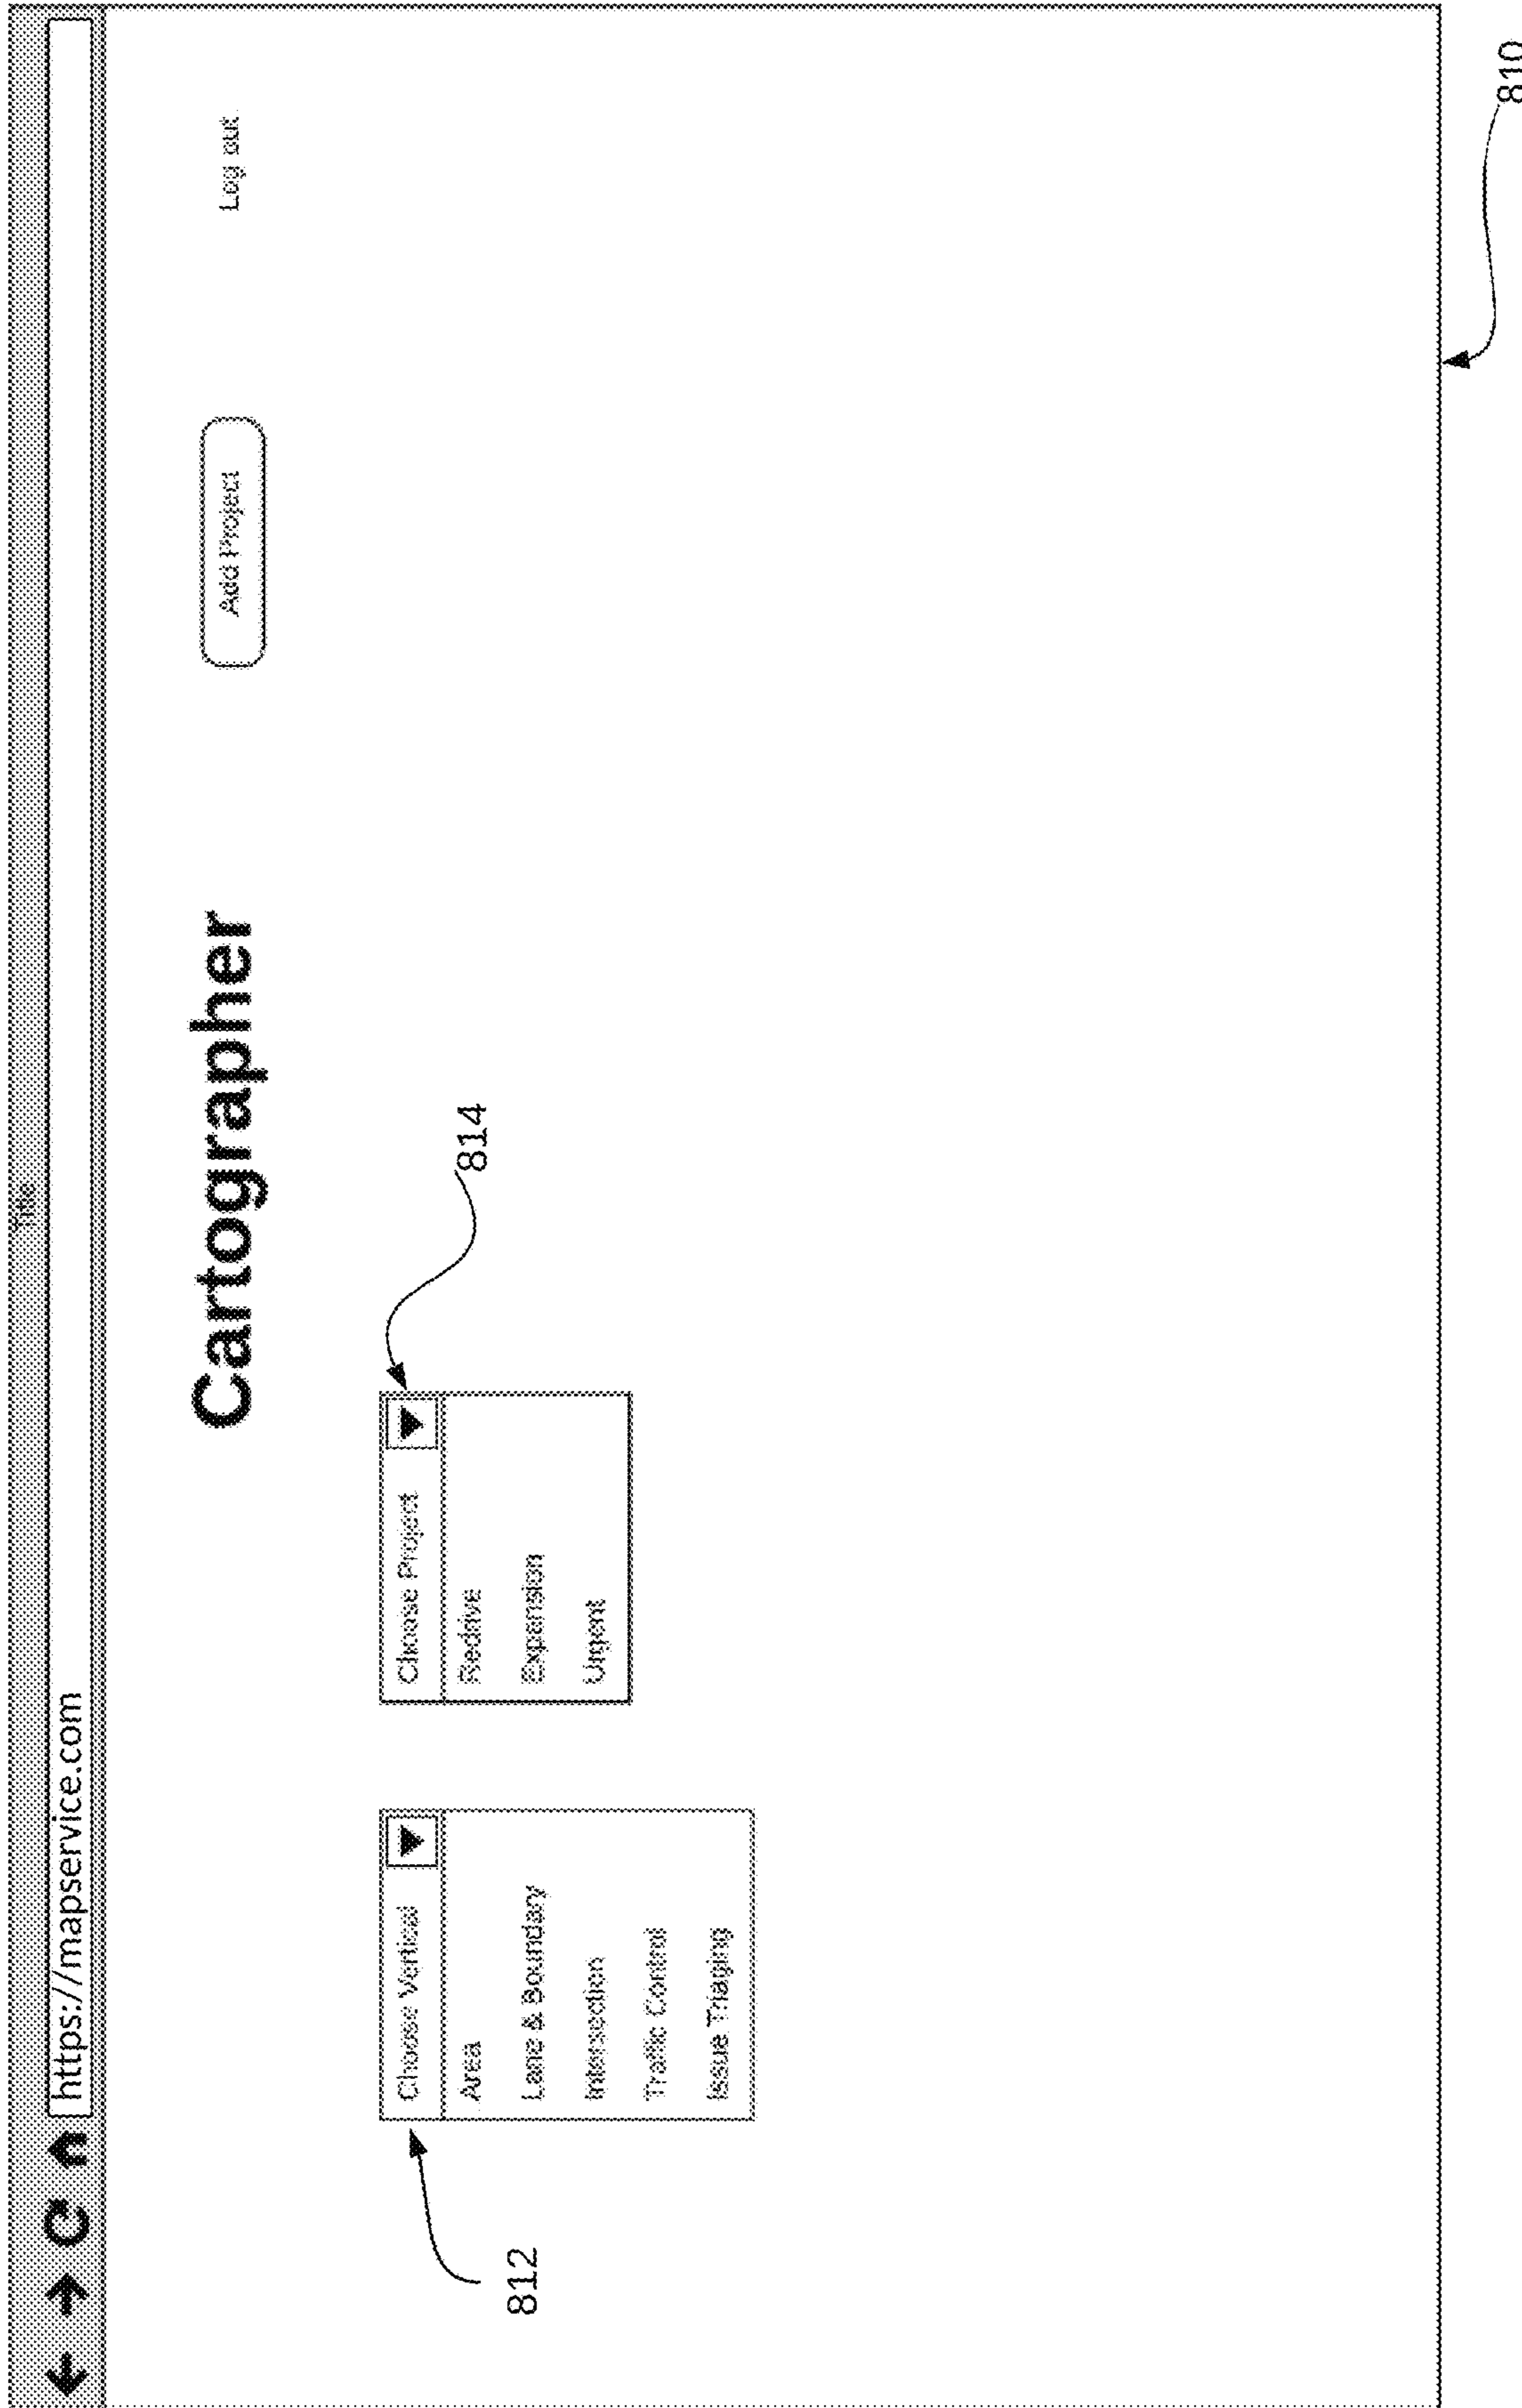 Title
https://mapservice.com
Cartographer
Add Project
Log out
Choose Vertical
Area
Lane & Boundary
Intersection
Traffic Control
Issue Triaging
Choose Project
Redrive
Expansion
Urgent
812
814
810